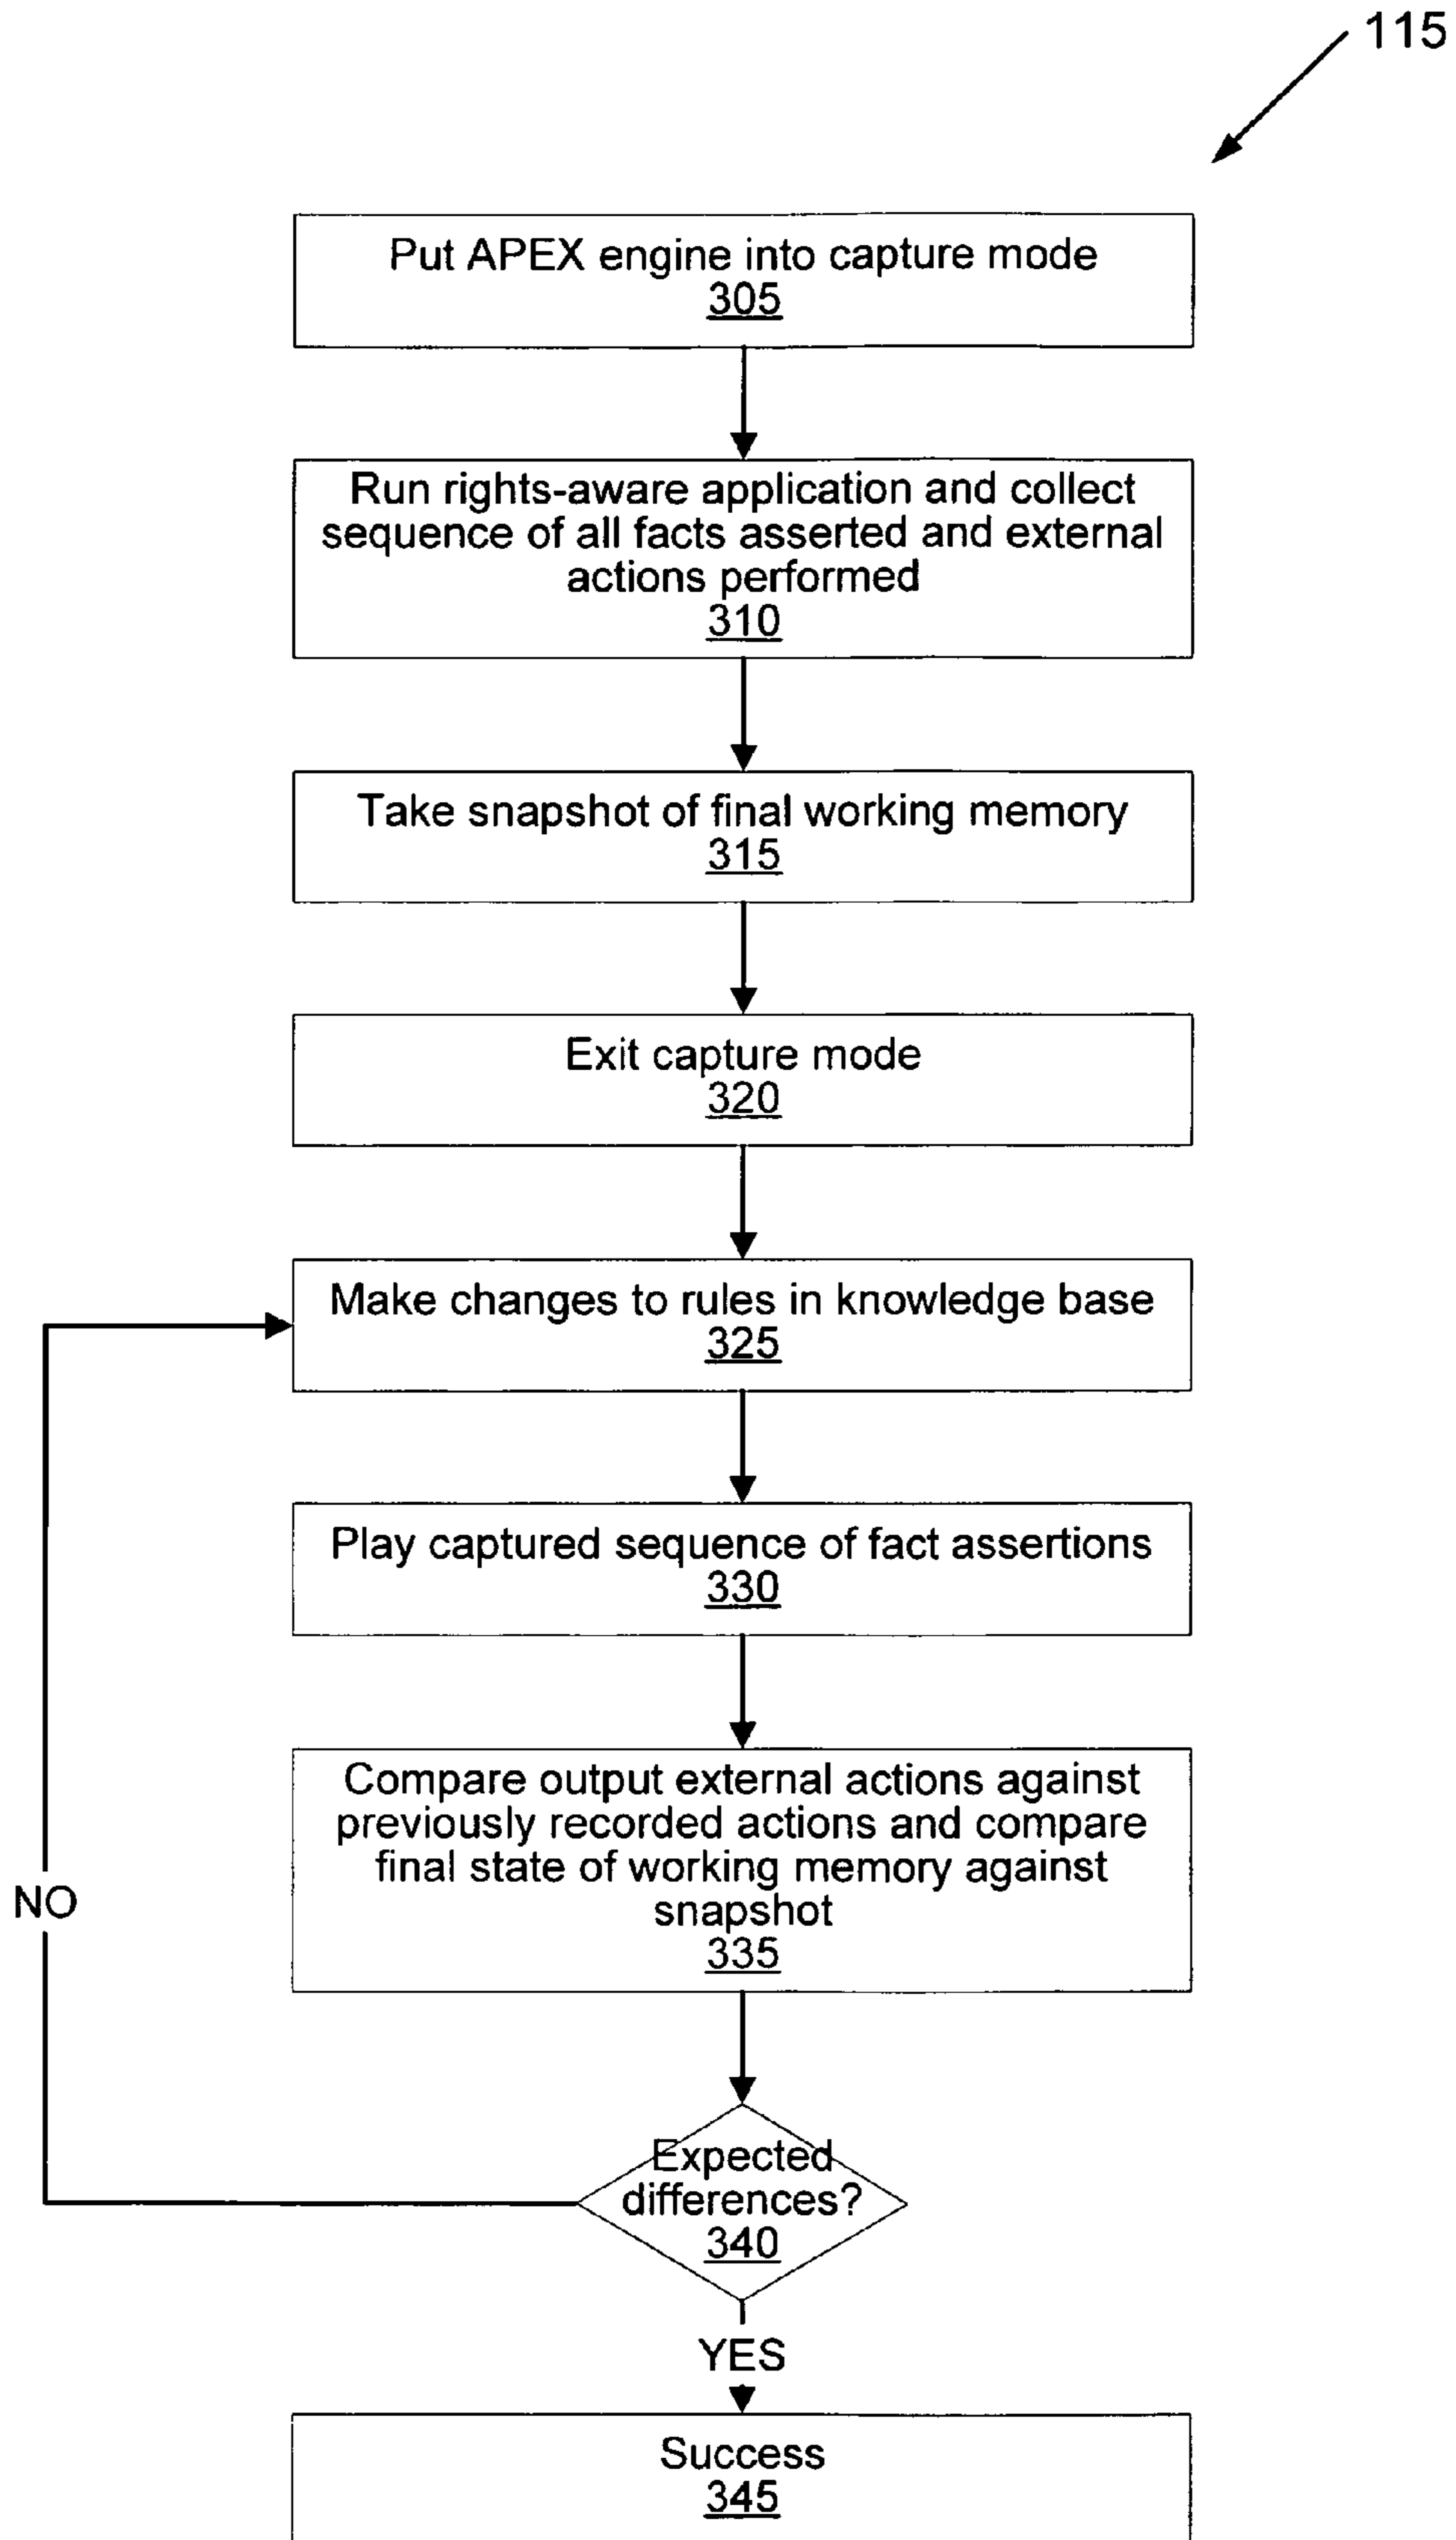 115
Put APEX engine into capture mode
305
Run rights-aware application and collect
sequence of all facts asserted and external
actions performed
310
Take snapshot of final working memory
315
Exit capture mode
320
Make changes to rules in knowledge base
325
Play captured sequence of fact assertions
330
Compare output external actions against
previously recorded actions and compare
final state of working memory against
snapshot
335
NO
Expected
differences?
340
YES
Success
345